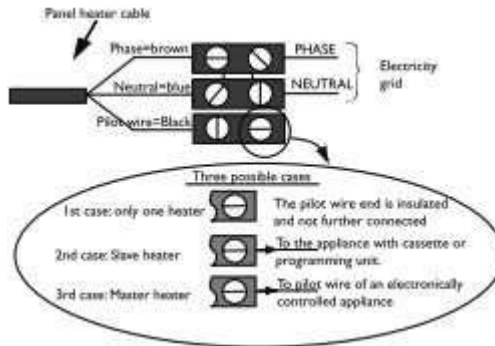 Panel heater cable
Phase=brown
PHASE
Neutral=blue
NEUTRAL
Electricity
grid
Pilot wire=Black
Three possible cases
1st case: only one heater
The pilot wire end is insulated
and not further connected
2nd case: Slave heater
To the appliance with cassette or
programming unit.
3rd case: Master heater
To pilot wire of an electronically
controlled appliance